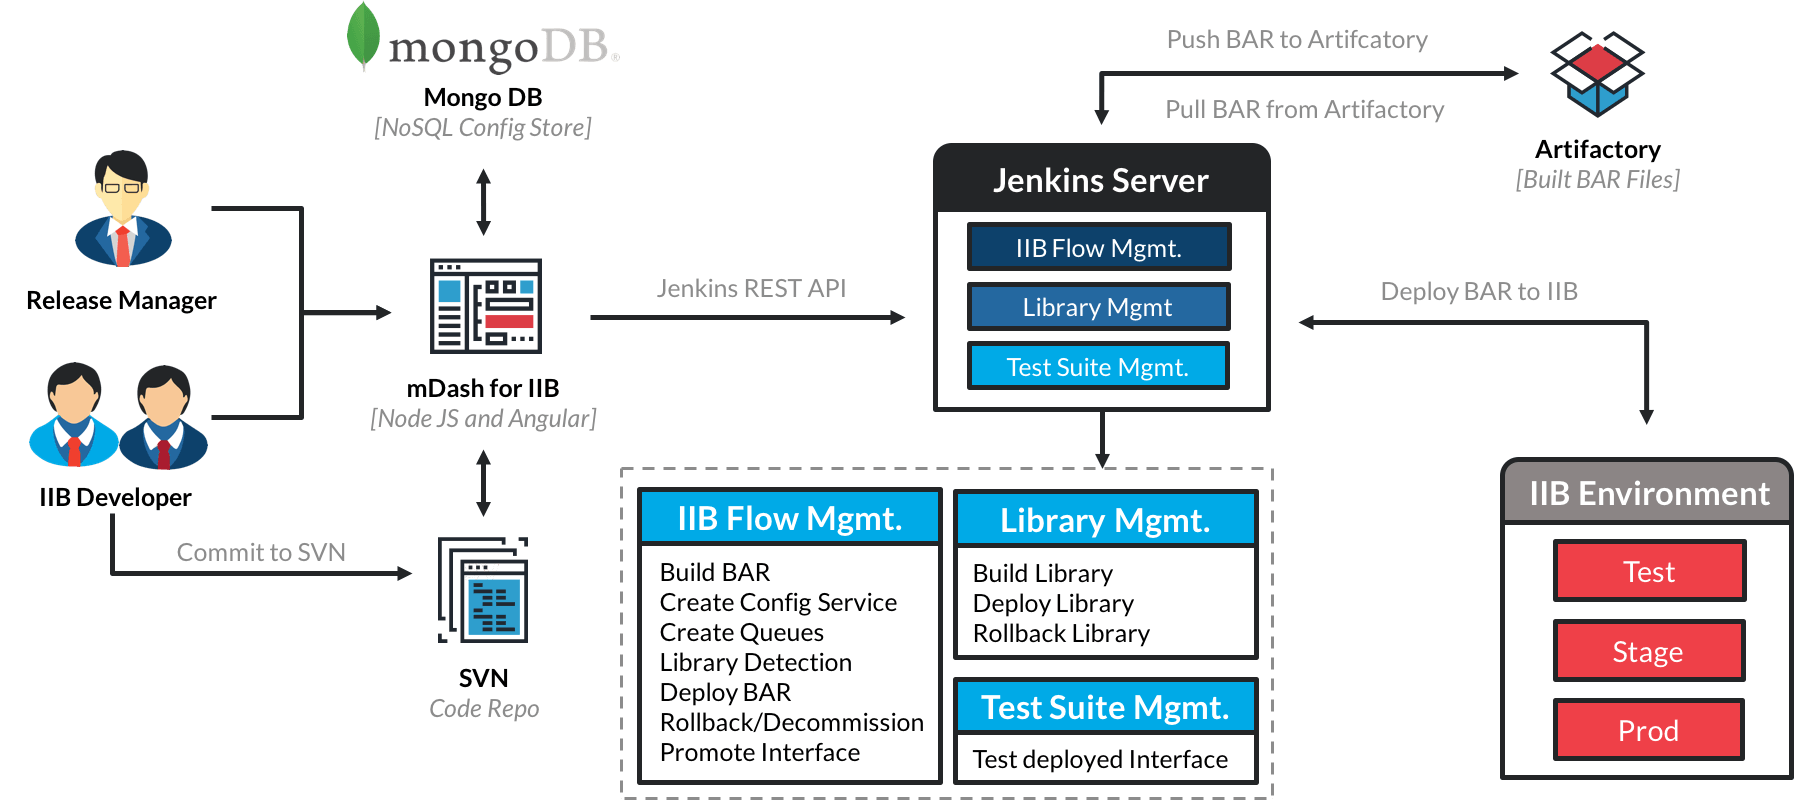 mongoDB®
Mongo DB
[NoSQL Config Store]
Release Manager
IIB Developer
Commit to SVN
mDash for IIB
[Node JS and Angular]
SVN
Code Repo
Jenkins REST API
Jenkins Server
IIB Flow Mgmt.
Library Mgmt
Test Suite Mgmt.
Push BAR to Artifcatory
Pull BAR from Artifactory
Artifactory
[Built BAR Files]
Deploy BAR to IIB
IIB Flow Mgmt.
Build BAR
Create Config Service
Create Queues
Library Detection
Deploy BAR
Rollback/Decommission
Promote Interface
Library Mgmt.
Build Library
Deploy Library
Rollback Library
Test Suite Mgmt.
Test deployed Interface
IIB Environment
Test
Stage
Prod